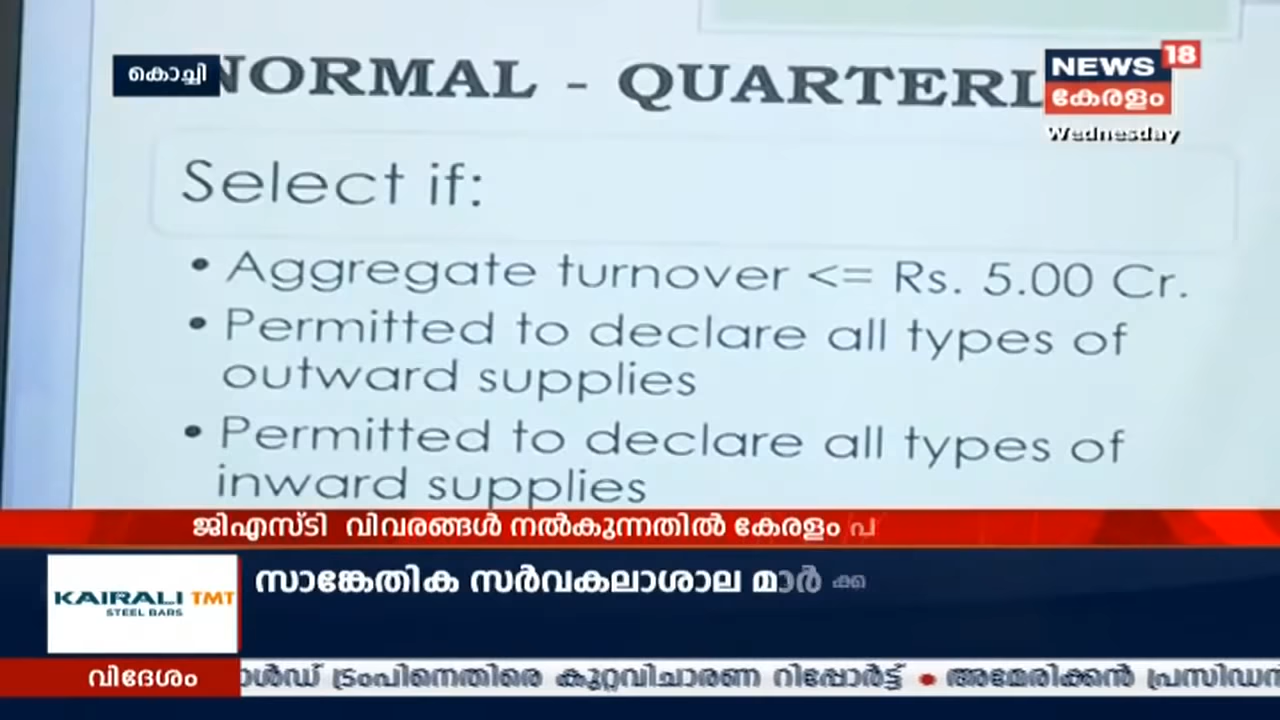 കൊച്ചി
NORMAL - QUARTERL
NEWS 18
കേരളം
Wednesday
Select if:
• Aggregate turnover <= Rs. 5.00 Cr.
• Permitted to declare all types of
outward supplies
• Permitted to declare all types of
inward supplies
ജിഎസ്ടി വിവരങ്ങൾ നൽകുന്നതിൽ കേരളം പ
KAIRALI TMT
STEEL BARS
സാങ്കേതിക സർവകലാശാല മാർക്ക
വിദേശം
ൾഡ് ട്രംപിനെതിരെ കുറ്റവിചാരണ റിപ്പോർട്ട് • അമേരിക്കൻ പ്രസിഡന